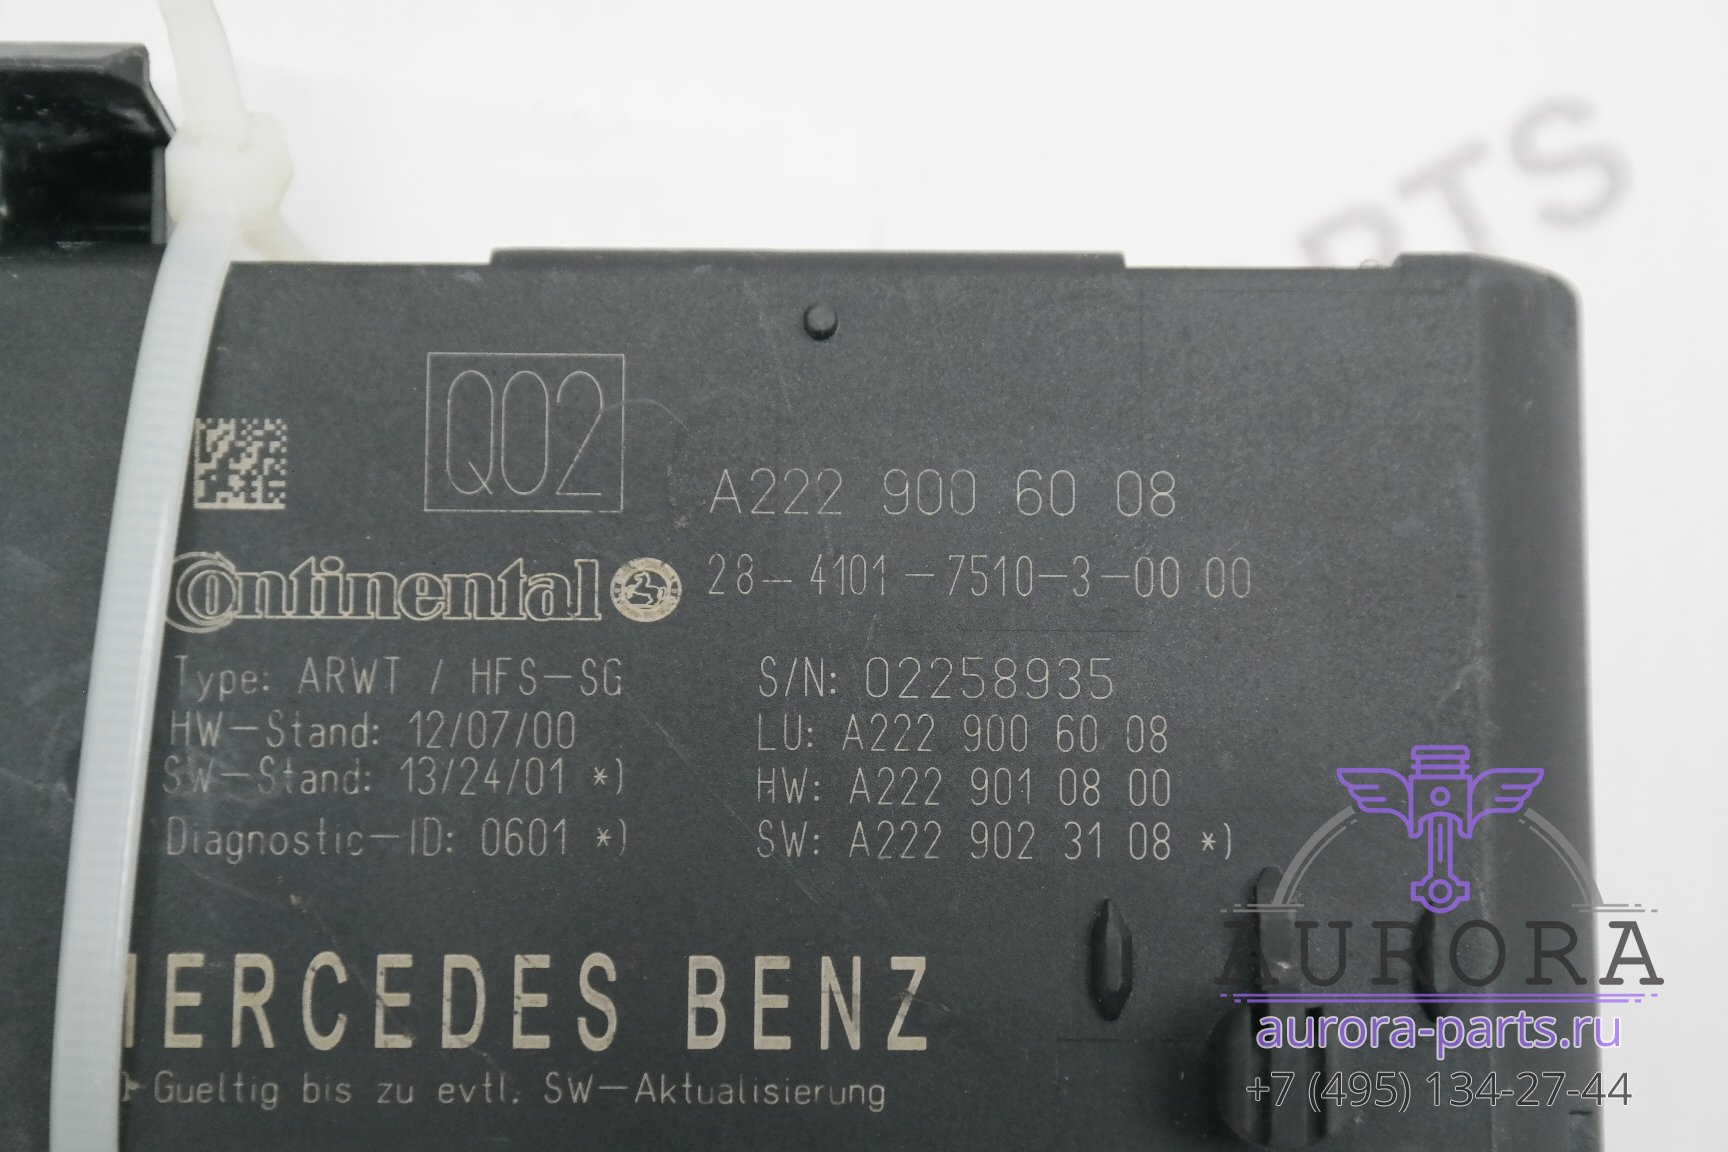 PARTS
Q02
A222 900 6008
Continental
28--4101-7510-3-00 00
Type: ARWT / HFS-SG
S/N: 02258935
HW-Stand: 12/07/00
LU: A222 900 60 08
SW-Stand: 13/24/01 *)
HW: A222 901 08 00
Diagnostic-ID: 0601 *)
SW: A222 902 31 08 *)
MERCEDES BENZ
Gueltig bis zu evtl. SW-Aktualisierung
AURORA
aurora-parts.ru
+7 (495) 134-27-44